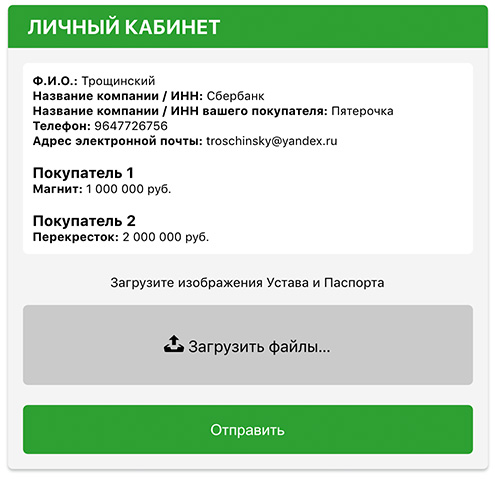 ЛИЧНЫЙ КАБИНЕТ
Ф.И.О.: Трощинский
Название компании / ИНН: Сбербанк
Название компании / ИНН вашего покупателя: Пятерочка
Телефон: 9647726756
Адрес электронной почты: troschinsky@yandex.ru
Покупатель 1
Магнит: 1 000 000 руб.
Покупатель 2
Перекресток: 2 000 000 руб.
Загрузите изображения Устава и Паспорта
Загрузить файлы...
Отправить